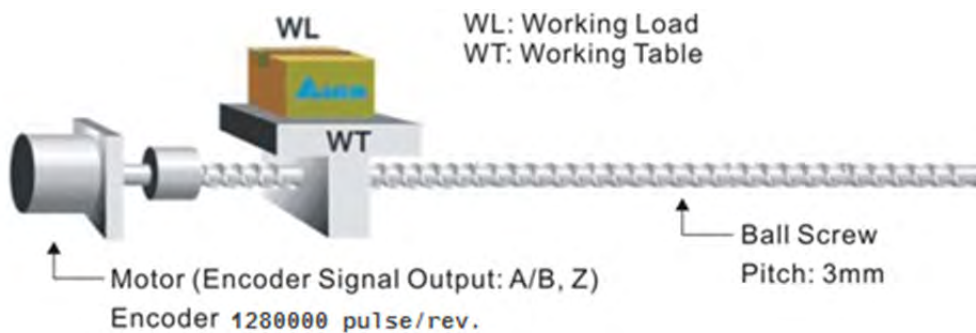 WL
WL: Working Load
WT: Working Table
WT
Ball Screw
Pitch: 3mm
Motor (Encoder Signal Output: A/B, Z)
Encoder 1280000 pulse/rev.